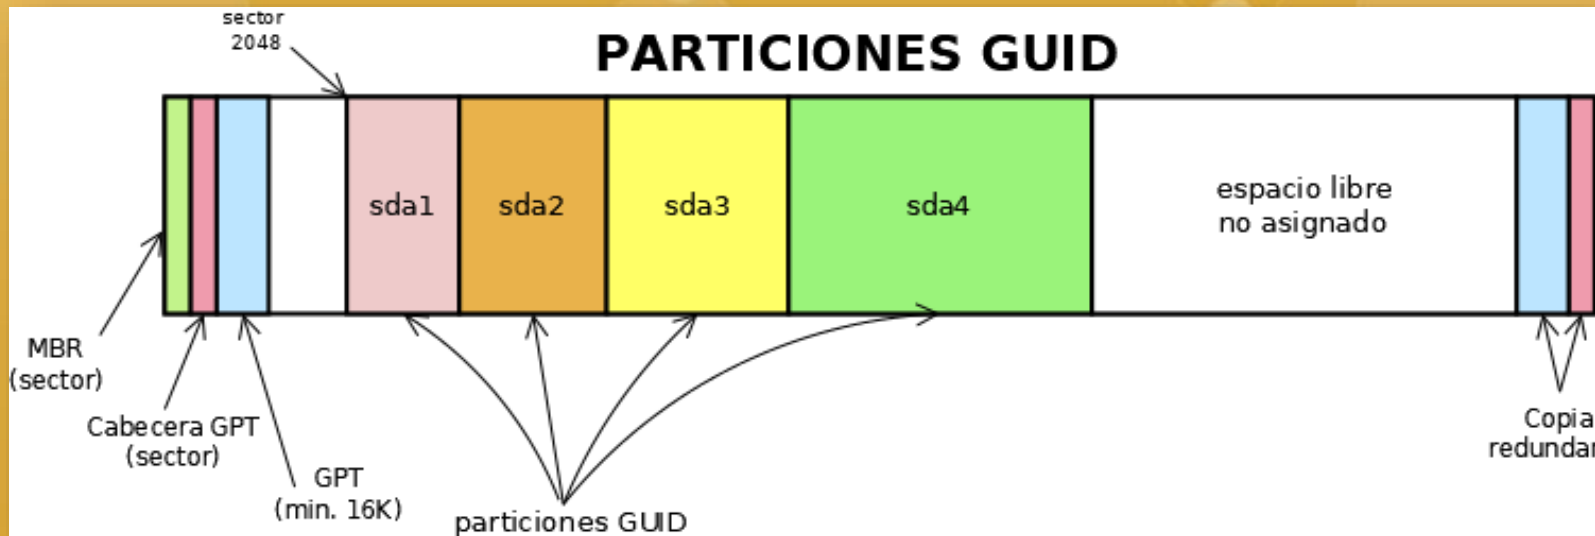 sector
2048
PARTICIONES GUID
sda1
sda2
sda3
sda4
espacio libre
no asignado
MBR
(sector)
Cabecera GPT
(sector)
GPT
(min. 16K)
particiones GUID
Copia
redundan